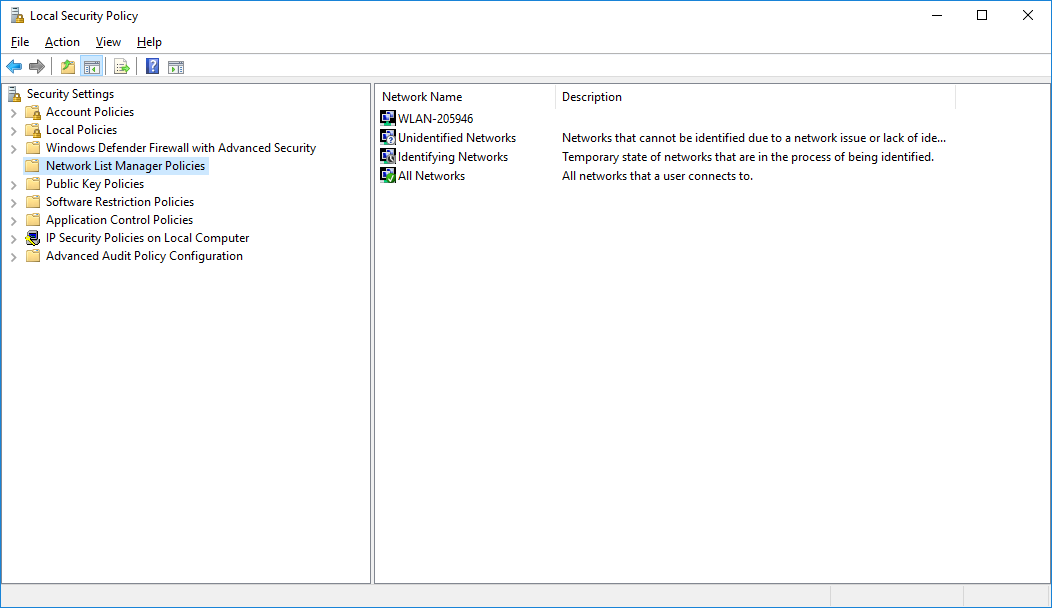 Local Security Policy
File Action View Help
Security Settings
Account Policies
Local Policies
Windows Defender Firewall with Advanced Security
Network List Manager Policies
Public Key Policies
Software Restriction Policies
Application Control Policies
IP Security Policies on Local Computer
Advanced Audit Policy Configuration
Network Name Description
WLAN-205946
Unidentified Networks Networks that cannot be identified due to a network issue or lack of ide...
Identifying Networks Temporary state of networks that are in the process of being identified.
All Networks All networks that a user connects to.